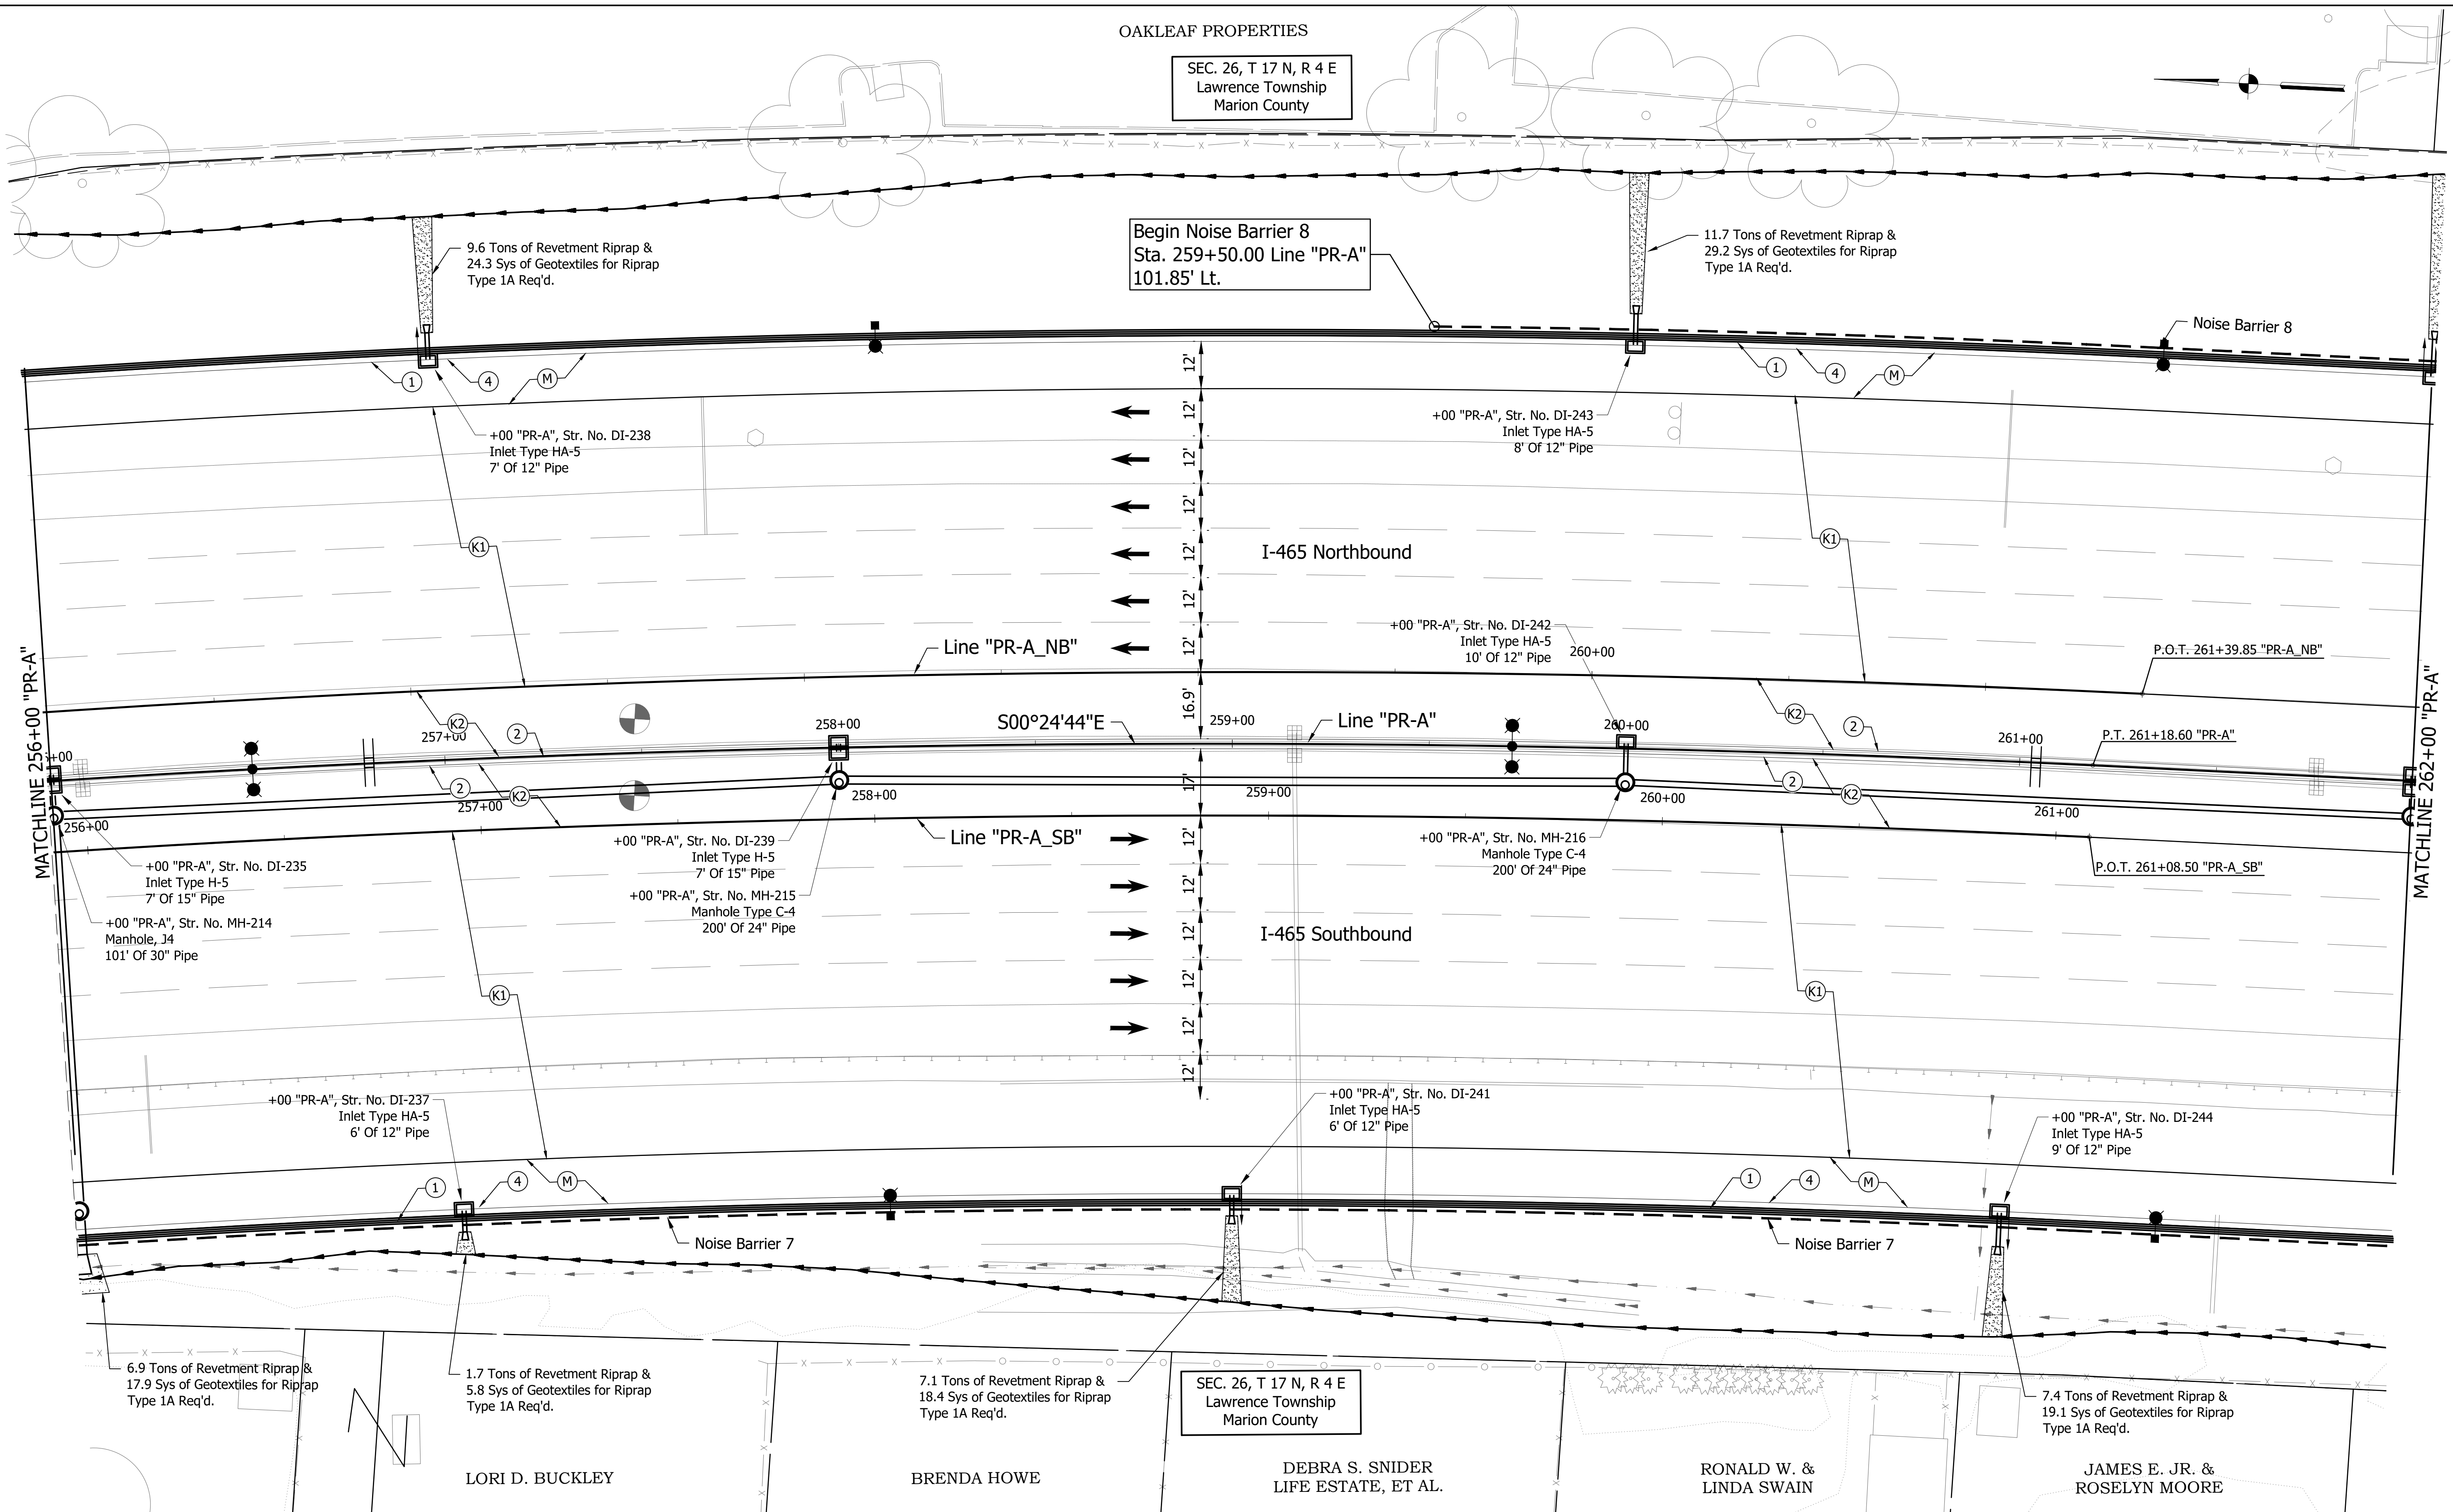 OAKLEAF PROPERTIES
SEC. 26, T 17 N, R 4 E
Lawrence Township
Marion County
9.6 Tons of Revetment Riprap &
24.3 Sys of Geotextiles for Riprap
Type 1A Req'd.
Begin Noise Barrier 8
Sta. 259+50.00 Line "PR-A"
101.85' Lt.
11.7 Tons of Revetment Riprap &
29.2 Sys of Geotextiles for Riprap
Type 1A Req'd.
Noise Barrier 8
1
4
M
12'
1
4
M
+00 "PR-A", Str. No. DI-238
Inlet Type HA-5
7' Of 12" Pipe
12'
+00 "PR-A", Str. No. DI-243
Inlet Type HA-5
8' Of 12" Pipe
12'
12'
K1
12'
I-465 Northbound
K1
12'
12'
Line "PR-A_NB"
+00 "PR-A", Str. No. DI-242
Inlet Type HA-5
10' Of 12" Pipe
260+00
P.O.T. 261+39.85 "PR-A_NB"
MATCHLINE 256+00 "PR-A"
MATCHLINE 262+00 "PR-A"
16.9'
K2
257+00
2
258+00
S00°24'44"E
259+00
Line "PR-A"
260+00
K2
2
261+00
P.T. 261+18.60 "PR-A"
+00
2
K2
257+00
258+00
17'
259+00
260+00
2
K2
261+00
256+00
Line "PR-A_SB"
12'
+00 "PR-A", Str. No. DI-235
Inlet Type H-5
7' Of 15" Pipe
+00 "PR-A", Str. No. DI-239
Inlet Type H-5
7' Of 15" Pipe
+00 "PR-A", Str. No. MH-216
Manhole Type C-4
200' Of 24" Pipe
P.O.T. 261+08.50 "PR-A_SB"
+00 "PR-A", Str. No. MH-214
Manhole, J4
101' Of 30" Pipe
+00 "PR-A", Str. No. MH-215
Manhole Type C-4
200' Of 24" Pipe
12'
12'
I-465 Southbound
12'
K1
K1
12'
12'
+00 "PR-A", Str. No. DI-237
Inlet Type HA-5
6' Of 12" Pipe
+00 "PR-A", Str. No. DI-241
Inlet Type HA-5
6' Of 12" Pipe
+00 "PR-A", Str. No. DI-244
Inlet Type HA-5
9' Of 12" Pipe
1
4
M
1
4
M
Noise Barrier 7
Noise Barrier 7
6.9 Tons of Revetment Riprap &
17.9 Sys of Geotextiles for Riprap
Type 1A Req'd.
1.7 Tons of Revetment Riprap &
5.8 Sys of Geotextiles for Riprap
Type 1A Req'd.
7.1 Tons of Revetment Riprap &
18.4 Sys of Geotextiles for Riprap
Type 1A Req'd.
SEC. 26, T 17 N, R 4 E
Lawrence Township
Marion County
7.4 Tons of Revetment Riprap &
19.1 Sys of Geotextiles for Riprap
Type 1A Req'd.
LORI D. BUCKLEY
BRENDA HOWE
DEBRA S. SNIDER
LIFE ESTATE, ET AL.
RONALD W. &
LINDA SWAIN
JAMES E. JR. &
ROSELYN MOORE